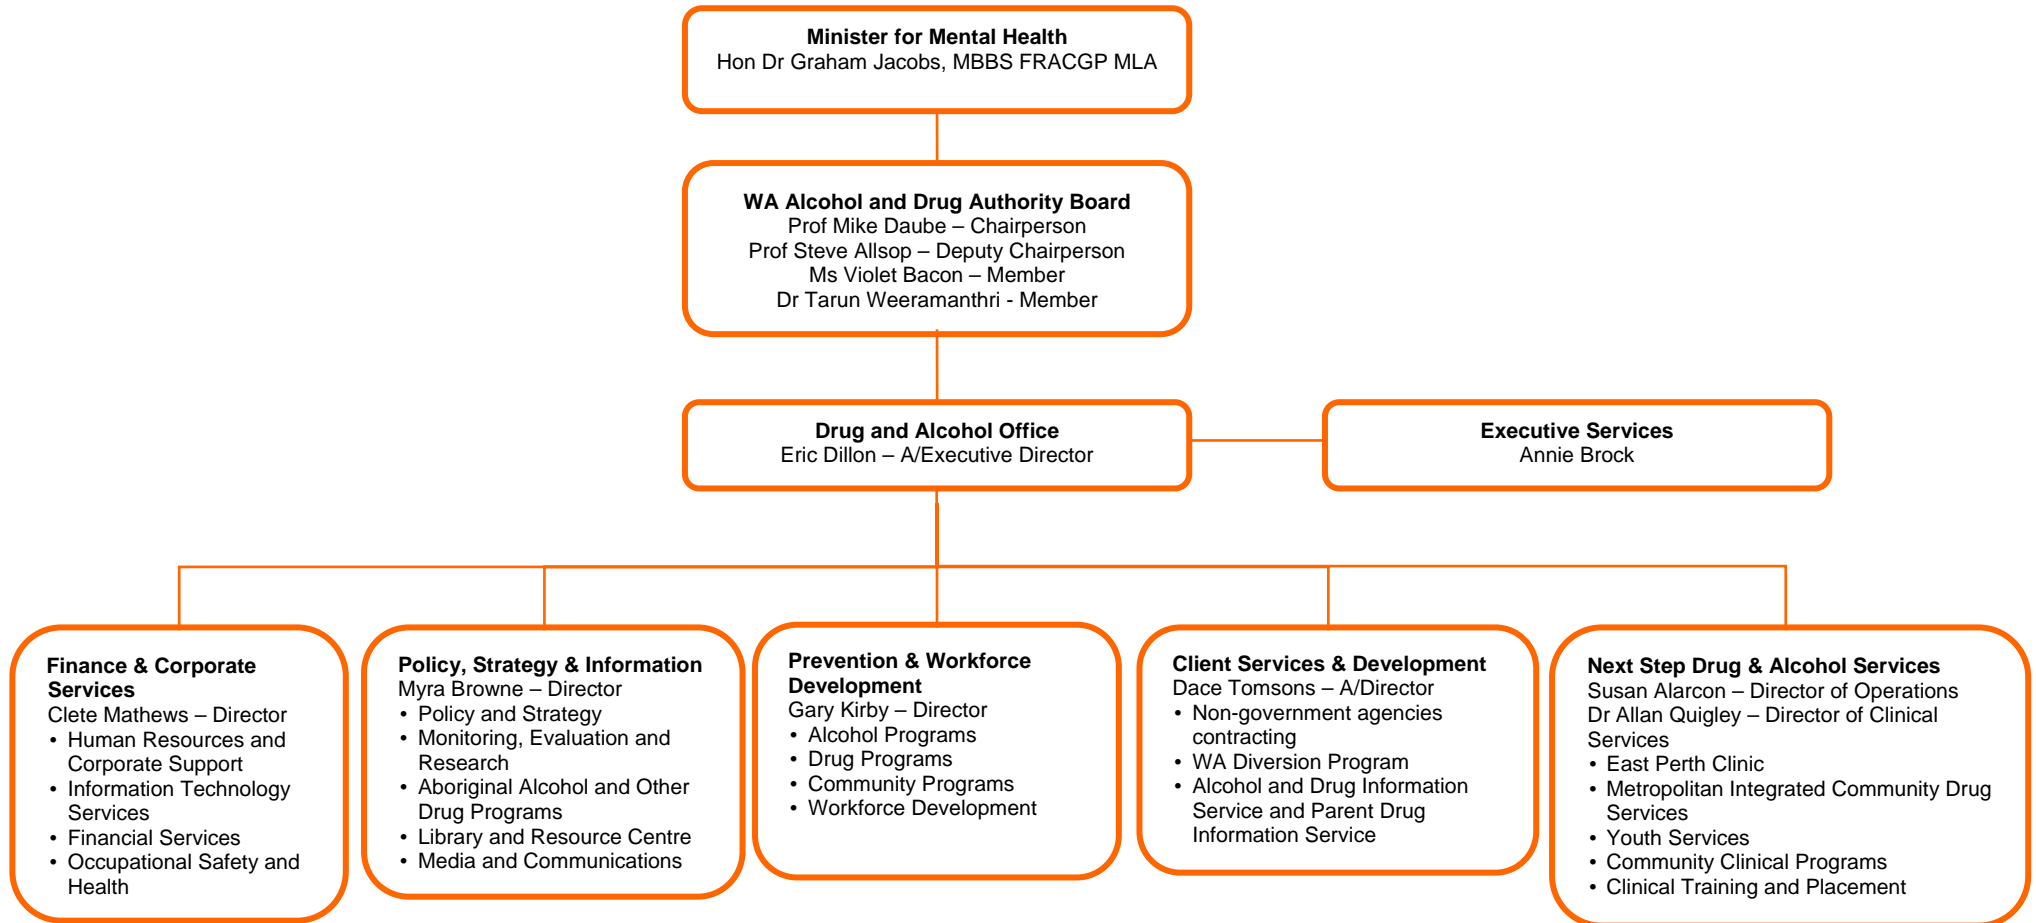 Minister for Mental Health
Hon Dr Graham Jacobs, MBBS FRACGP MLA
WA Alcohol and Drug Authority Board
Prof Mike Daube – Chairperson
Prof Steve Allsop – Deputy Chairperson
Ms Violet Bacon – Member
Dr Tarun Weeramanthri - Member
Drug and Alcohol Office
Eric Dillon – A/Executive Director
Executive Services
Annie Brock
Finance & Corporate
Services
Clete Mathews – Director
• Human Resources and
Corporate Support
• Information Technology
Services
• Financial Services
• Occupational Safety and
Health
Policy, Strategy & Information
Myra Browne – Director
• Policy and Strategy
• Monitoring, Evaluation and
Research
• Aboriginal Alcohol and Other
Drug Programs
• Library and Resource Centre
• Media and Communications
Prevention & Workforce
Development
Gary Kirby – Director
• Alcohol Programs
• Drug Programs
• Community Programs
• Workforce Development
Client Services & Development
Dace Tomsons – A/Director
• Non-government agencies
contracting
• WA Diversion Program
• Alcohol and Drug Information
Service and Parent Drug
Information Service
Next Step Drug & Alcohol Services
Susan Alarcon – Director of Operations
Dr Allan Quigley – Director of Clinical
Services
• East Perth Clinic
• Metropolitan Integrated Community Drug
Services
• Youth Services
• Community Clinical Programs
• Clinical Training and Placement